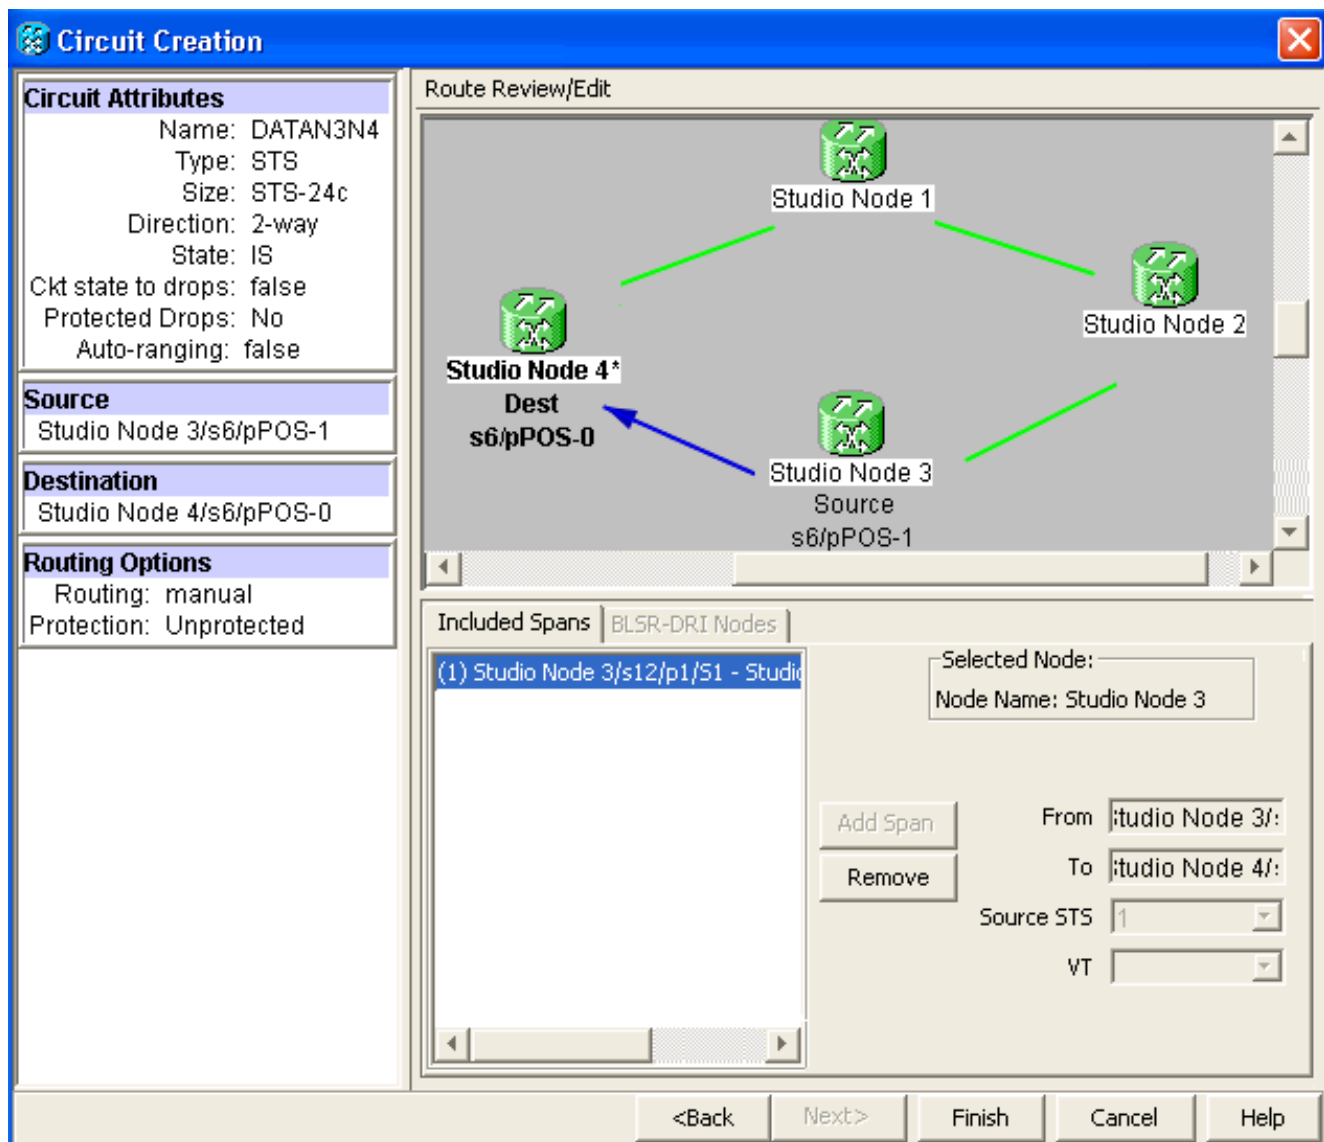 Circuit Creation
Circuit Attributes
Name: DATAN3N4
Type: STS
Size: STS-24c
Direction: 2-way
State: IS
Ckt state to drops: false
Protected Drops: No
Auto-ranging: false
Source
Studio Node 3/s6/pPOS-1
Destination
Studio Node 4/s6/pPOS-0
Routing Options
Routing: manual
Protection: Unprotected
Route Review/Edit
Studio Node 1
Studio Node 2
Studio Node 4*
Dest
s6/pPOS-0
Studio Node 3
Source
s6/pPOS-1
Included Spans
BLSR-DRI Nodes
(1) Studio Node 3/s12/p1/S1 - Studio
Selected Node:
Node Name: Studio Node 3
Add Span
Remove
From tudio Node 3/:
To tudio Node 4/:
Source STS 1
VT
<Back
Next>
Finish
Cancel
Help